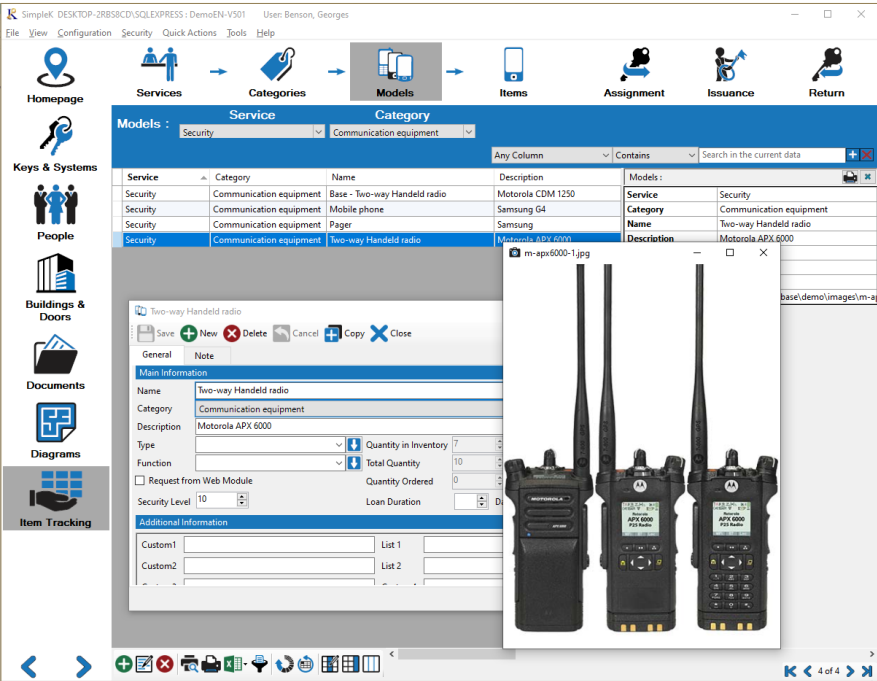 SimpleK DESKTOP-2RBS8CD\SQLEXPRESS : DemoEN-V501 User: Benson, Georges
File View Configuration Security Quick Actions Tools Help
Homepage
Services
Categories
Models
Items
Assignment
Issuance
Return
Keys & Systems
People
Buildings & Doors
Documents
Diagrams
Item Tracking
Models :
Service
Category
Security
Communication equipment
Any Column
Contains
Search in the current data
Service Category Name Description
Security Communication equipment Base - Two-way Handeld radio Motorola CDM 1250
Security Communication equipment Mobile phone Samsung G4
Security Communication equipment Pager Samsung
Security Communication equipment Two-way Handeld radio Motorola APX 6000
Models :
Service Security
Category Communication equipment
Name Two-way Handeld radio
Description Motorola APX 6000
base\demo\images\m-ap
m-apx6000-1.jpg
MOTOROLA
APX 6000
P25 Radio
APX 6000
P25 Radio
Two-way Handeld radio
Save New Delete Cancel Copy Close
General Note
Main Information
Name Two-way Handeld radio
Category Communication equipment
Description Motorola APX 6000
Type Quantity in Inventory 7
Function Total Quantity 10
Request from Web Module Quantity Ordered 0
Security Level 10 Loan Duration Da
Additional Information
Custom1 List 1
Custom2 List 2
4 of 4